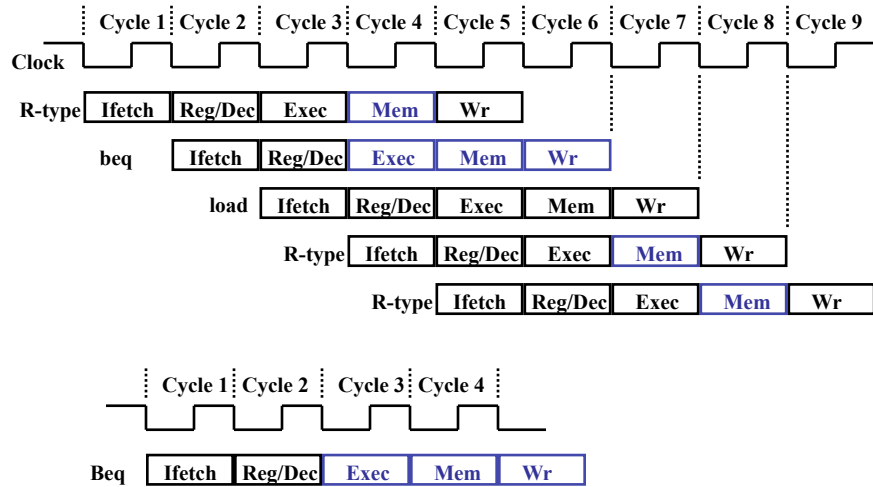 Cycle 1 Cycle 2 Cycle 3 Cycle 4 Cycle 5 Cycle 6 Cycle 7 Cycle 8 Cycle 9
Clock
R-type Ifetch Reg/Dec Exec Mem Wr
beq Ifetch Reg/Dec Exec Mem Wr
load Ifetch Reg/Dec Exec Mem Wr
R-type Ifetch Reg/Dec Exec Mem Wr
R-type Ifetch Reg/Dec Exec Mem Wr
Cycle 1 Cycle 2 Cycle 3 Cycle 4
Beq Ifetch Reg/Dec Exec Mem Wr